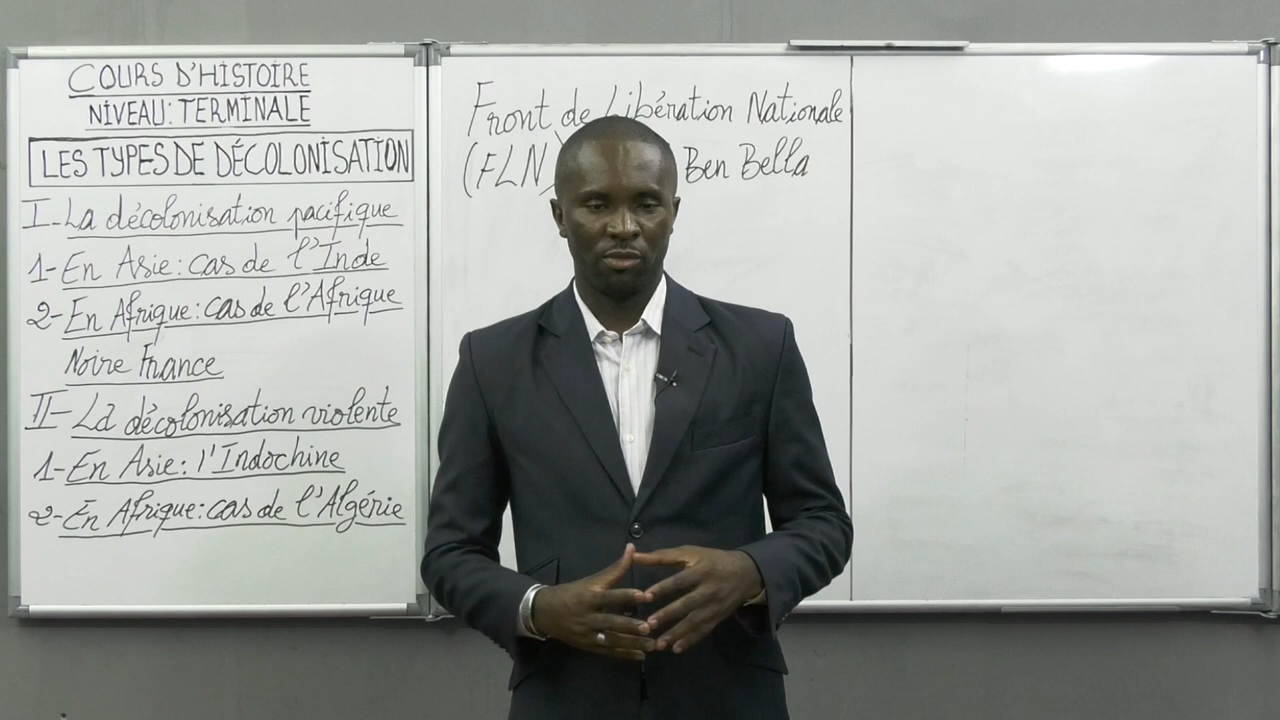 COURS D'HISTOIRE
NIVEAU: TERMINALE
LES TYPES DE DÉCOLONISATION
I-La décolonisation pacifique
1-En Asie: cas de l'Inde
2-En Afrique: cas de l'Afrique
Noire France
II-La décolonisation violente
1-En Asie: l'Indochine
2-En Afrique: cas de l'Algérie
Front de Libération Nationale
(FLN) Ben Bella